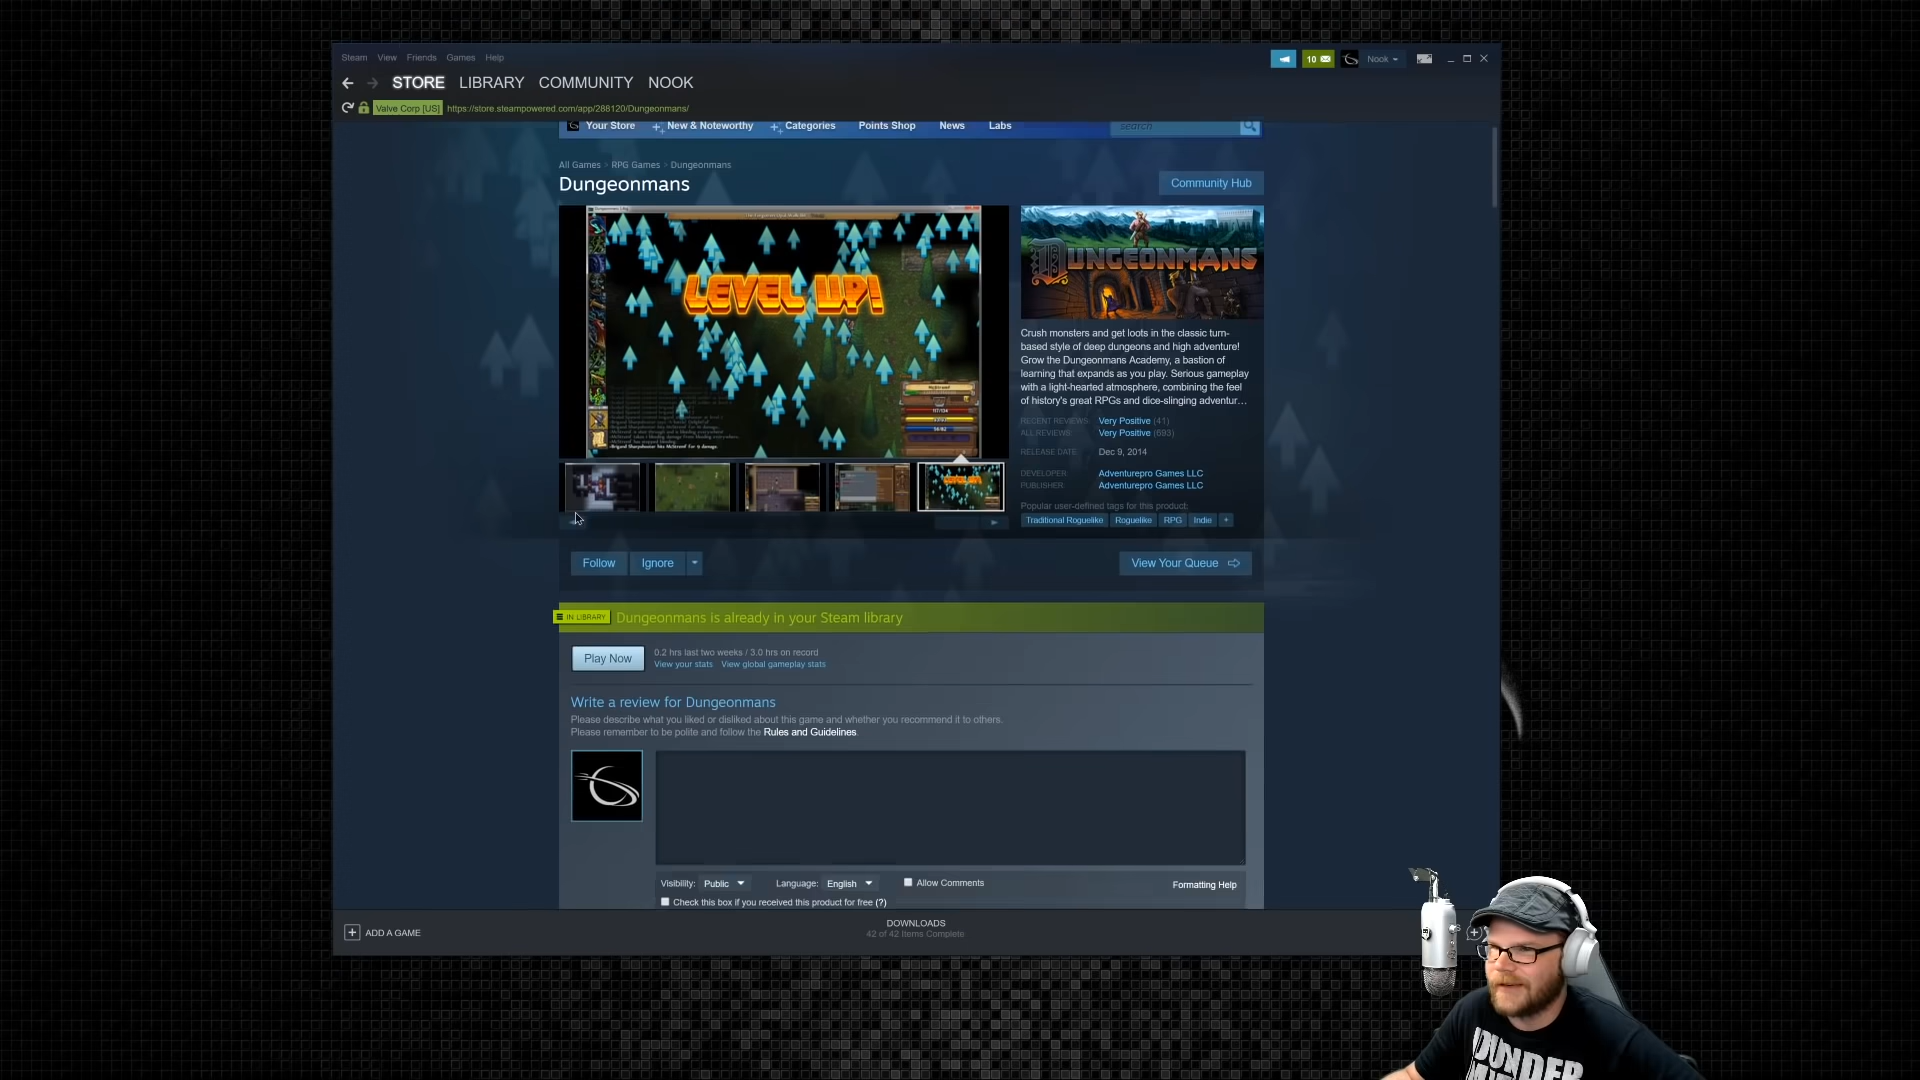 Steam View Friends Games Help
10
Nook
STORE LIBRARY COMMUNITY NOOK
Valve Corp [US] https://store.steampowered.com/app/288120/Dungeonmans/
Your Store New & Noteworthy Categories Points Shop News Labs search
All Games > RPG Games > Dungeonmans
Dungeonmans
Community Hub
LEVEL UP!
DUNGEONMANS
Crush monsters and get loots in the classic turn-
based style of deep dungeons and high adventure!
Grow the Dungeonmans Academy, a bastion of
learning that expands as you play. Serious gameplay
with a light-hearted atmosphere, combining the feel
of history's great RPGs and dice-slinging adventur...
RECENT REVIEWS: Very Positive (41)
ALL REVIEWS: Very Positive (693)
RELEASE DATE: Dec 9, 2014
DEVELOPER: Adventurepro Games LLC
PUBLISHER: Adventurepro Games LLC
Popular user-defined tags for this product:
Traditional Roguelike Roguelike RPG Indie +
Follow Ignore
View Your Queue
IN LIBRARY
Dungeonmans is already in your Steam library
Play Now
0.2 hrs last two weeks / 3.0 hrs on record
View your stats View global gameplay stats
Write a review for Dungeonmans
Please describe what you liked or disliked about this game and whether you recommend it to others.
Please remember to be polite and follow the Rules and Guidelines.
Visibility: Public Language: English Allow Comments
Formatting Help
Check this box if you received this product for free (?)
ADD A GAME
DOWNLOADS
42 of 42 Items Complete
DUNDER